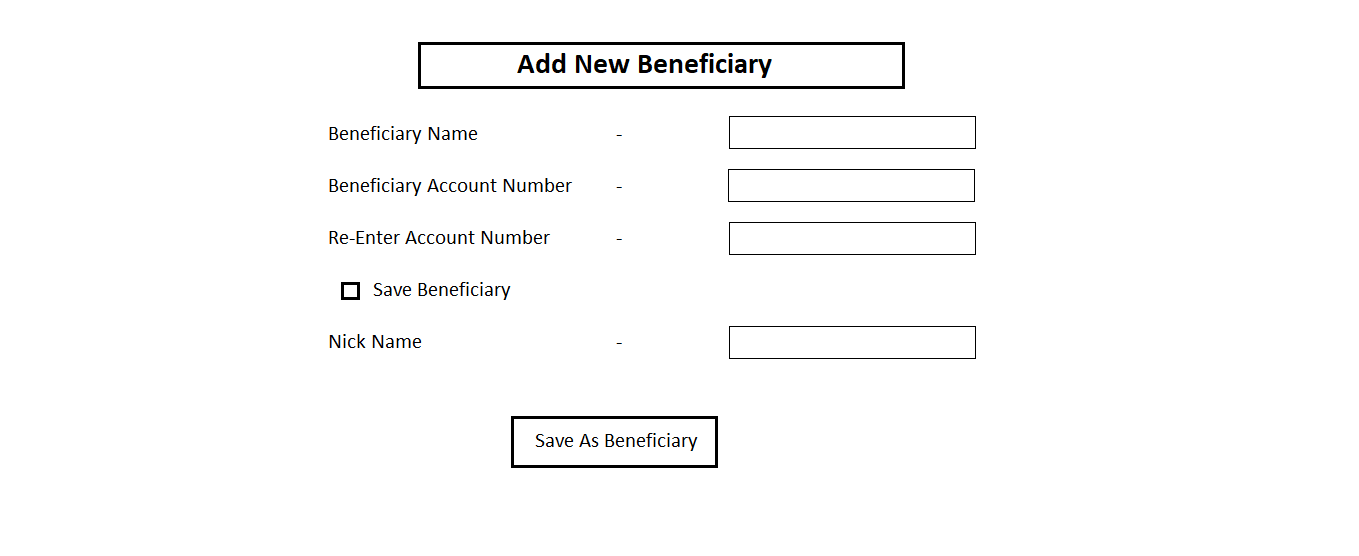 Add New Beneficiary
Beneficiary Name -
Beneficiary Account Number -
Re-Enter Account Number -
Save Beneficiary
Nick Name -
Save As Beneficiary